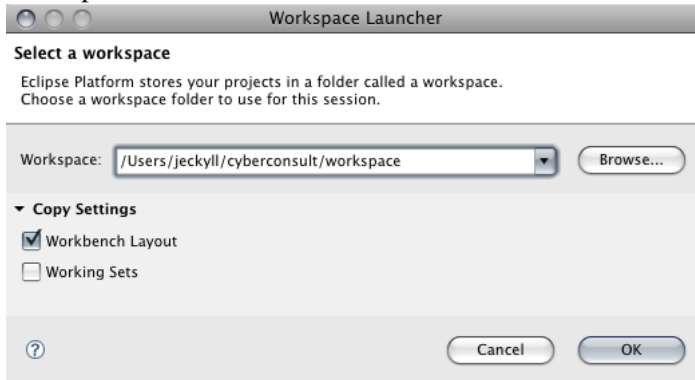 Workspace Launcher
Select a workspace
Eclipse Platform stores your projects in a folder called a workspace.
Choose a workspace folder to use for this session.
Workspace: /Users/jeckyll/cyberconsult/workspace Browse...
Copy Settings
Workbench Layout
Working Sets
? Cancel OK